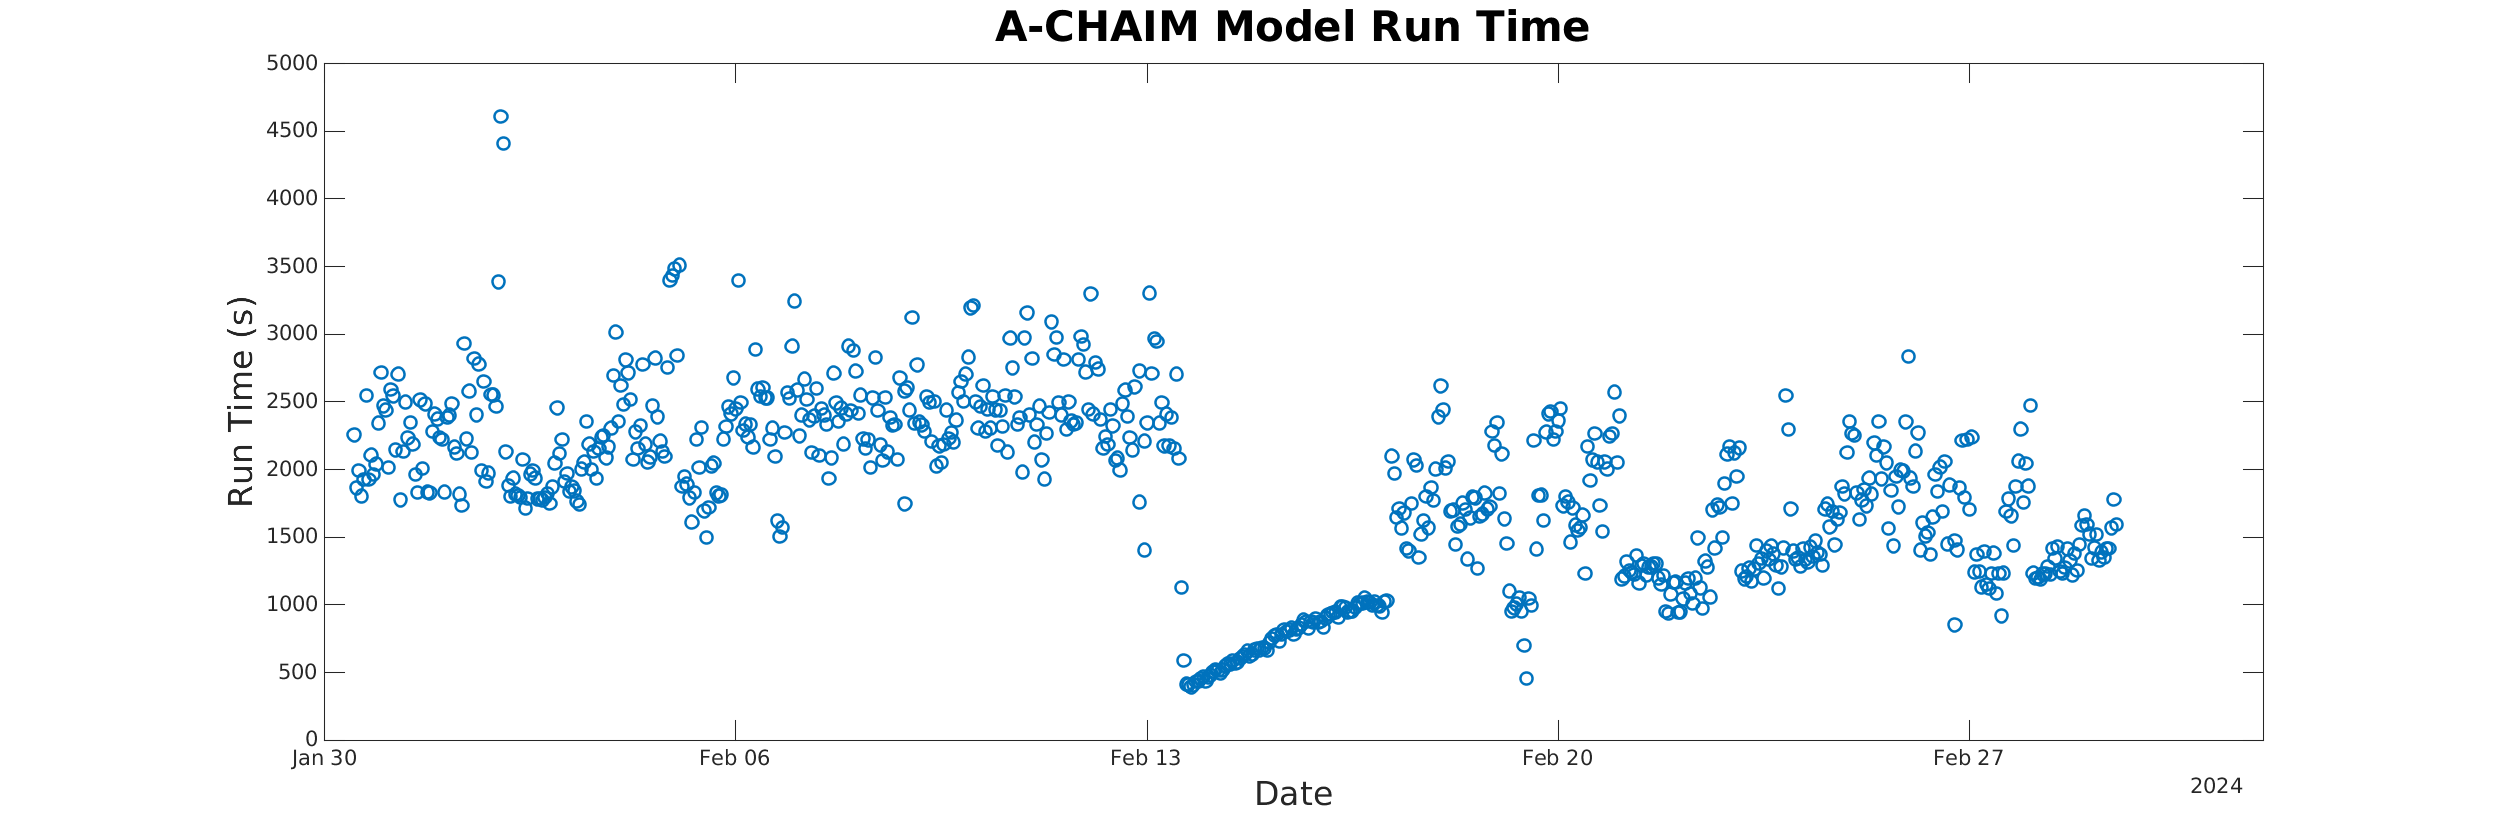 A-CHAIM Model Run Time
5000
4500
4000
3500
3000
2500
2000
1500
1000
500
0
Run Time (s)
Jan 30
Feb 06
Feb 13
Feb 20
Feb 27
2024
Date